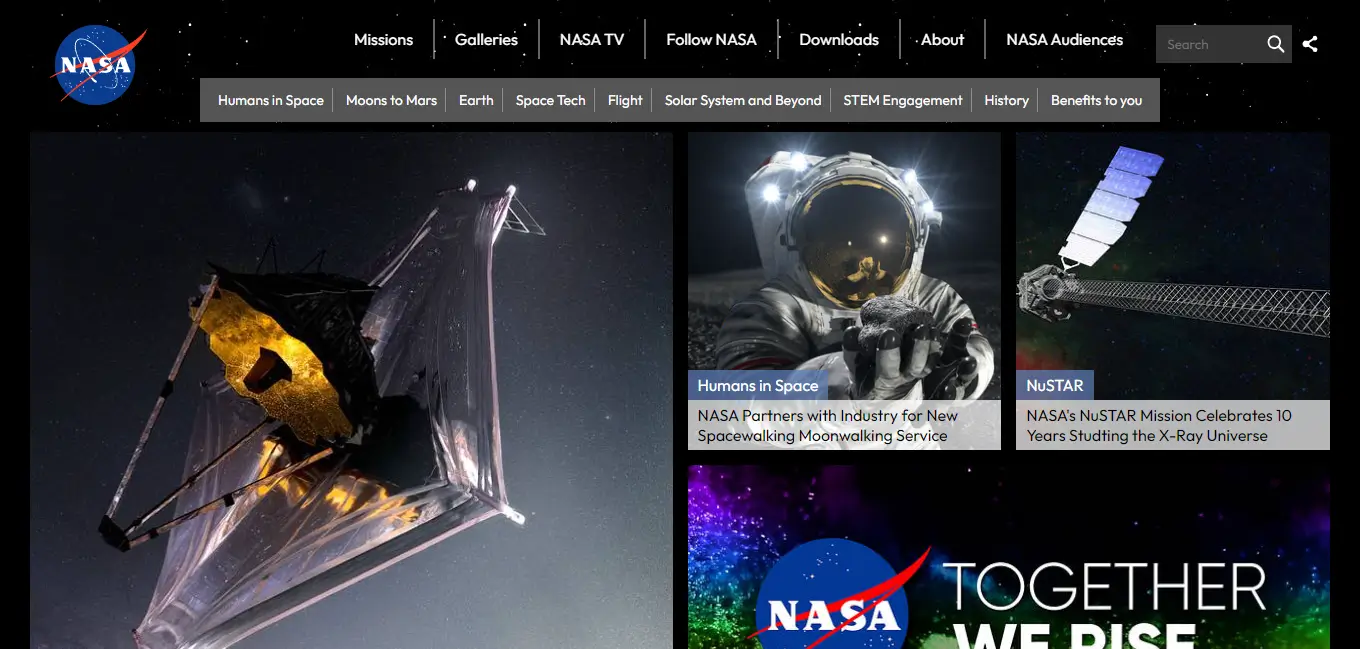 NASA
Missions
Galleries
NASA TV
Follow NASA
Downloads
About
NASA Audiences
Search
Humans in Space
Moons to Mars
Earth
Space Tech
Flight
Solar System and Beyond
STEM Engagement
History
Benefits to you
Humans in Space
NASA Partners with Industry for New
Spacewalking Moonwalking Service
NuSTAR
NASA's NuSTAR Mission Celebrates 10
Years Studting the X-Ray Universe
NASA
TOGETHER
WE RISE